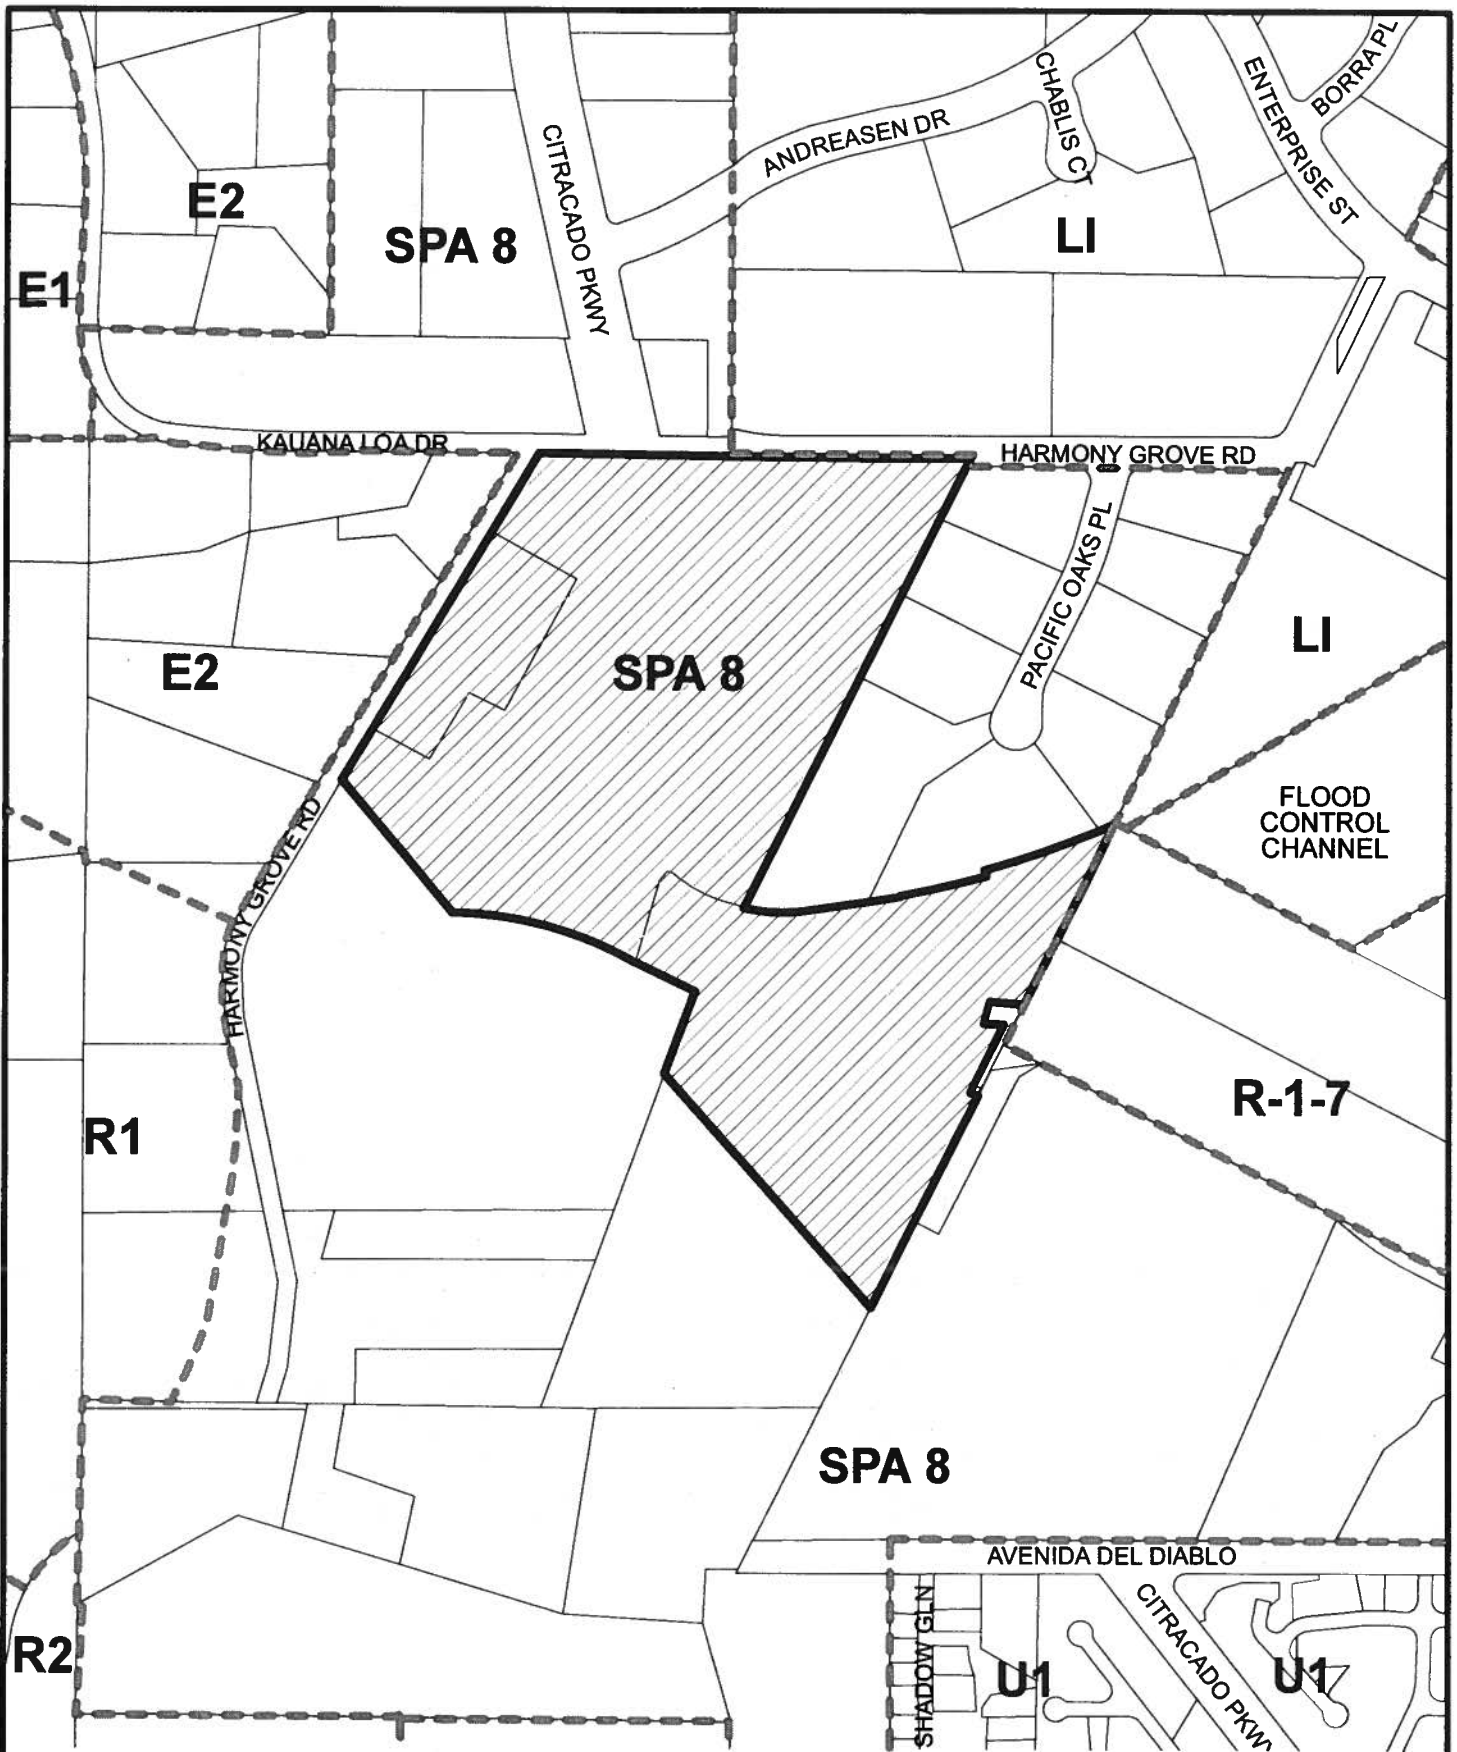 BORRA PL
CHABLIS CT
ENTERPRISE ST
ANDREASEN DR
CITRACADO PKWY
E2
SPA 8
LI
E1
KAUANA LOA DR
HARMONY GROVE RD
PACIFIC OAKS PL
LI
SPA 8
E2
FLOOD
CONTROL
CHANNEL
HARMONY GROVE RD
R-1-7
R1
SPA 8
AVENIDA DEL DIABLO
SHADOW GLN
CITRACADO PKWY
R2
U1
U1